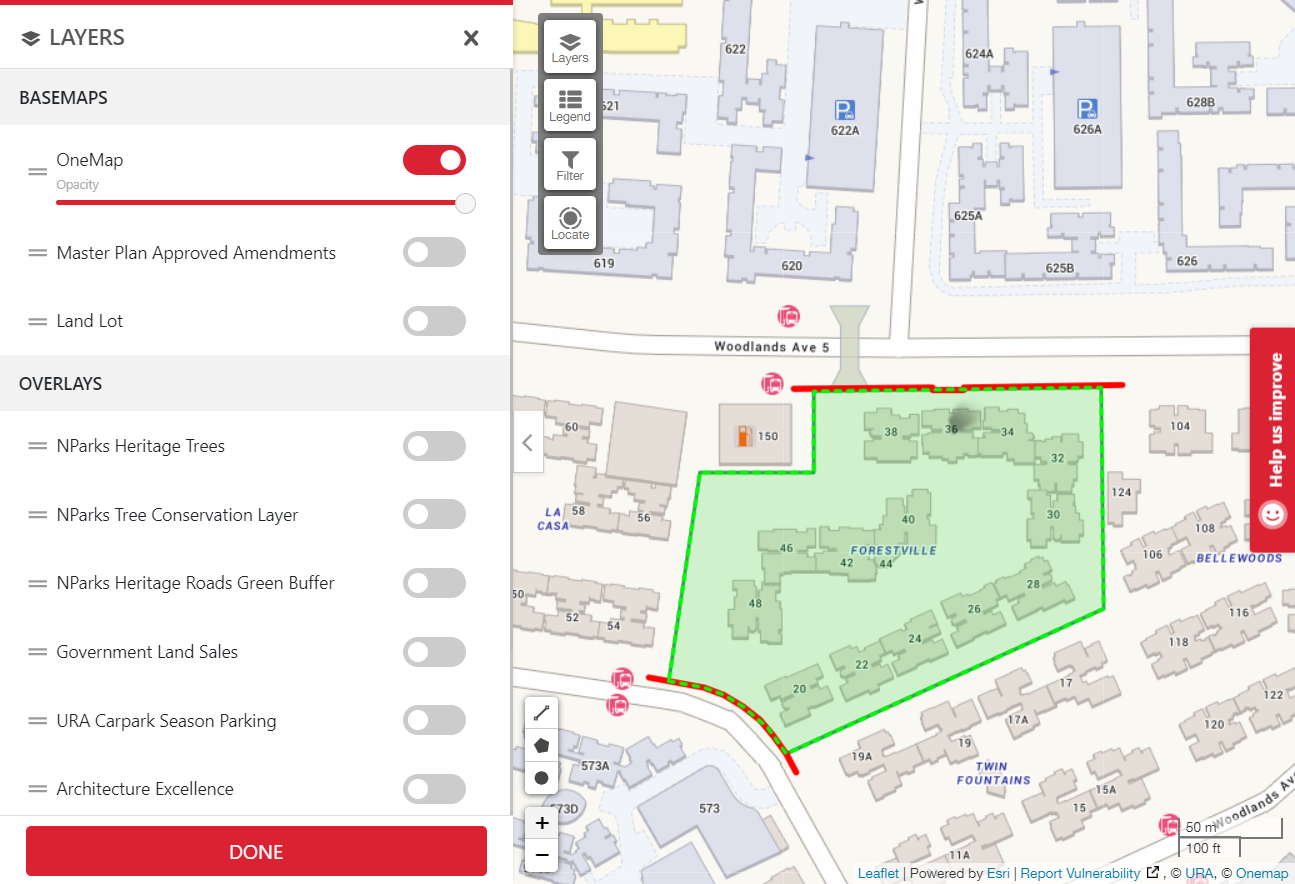 LAYERS
BASEMAPS
OneMap
Opacity
Master Plan Approved Amendments
Land Lot
OVERLAYS
NParks Heritage Trees
NParks Tree Conservation Layer
NParks Heritage Roads Green Buffer
Government Land Sales
URA Carpark Season Parking
Architecture Excellence
DONE
Layers
Legend
Filter
Locate
621
622
P
622A
624A
P
626A
628B
625A
619
620
625B
626
Woodlands Ave 5
Help us improve
60
150
38
36
34
32
104
124
LA
CASA
58
56
40
30
108
46
FORESTVILLE
42
44
106
BELLEWOODS
50
52
54
48
28
26
116
24
118
22
20
17
122
17A
120
19
19A
TWIN
FOUNTAINS
573A
573D
573
15A
15
Woodlands Av
11A
+
−
50 m
100 ft
Leaflet | Powered by Esri | Report Vulnerability , © URA, © Onemap